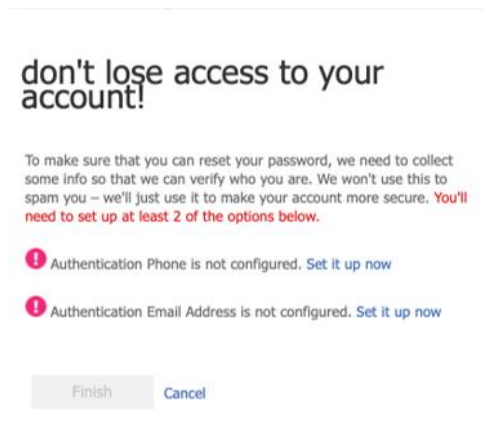 don't lose access to your
account!
To make sure that you can reset your password, we need to collect
some info so that we can verify who you are. We won't use this to
spam you – we'll just use it to make your account more secure. You'll
need to set up at least 2 of the options below.
! Authentication Phone is not configured. Set it up now
! Authentication Email Address is not configured. Set it up now
Finish Cancel